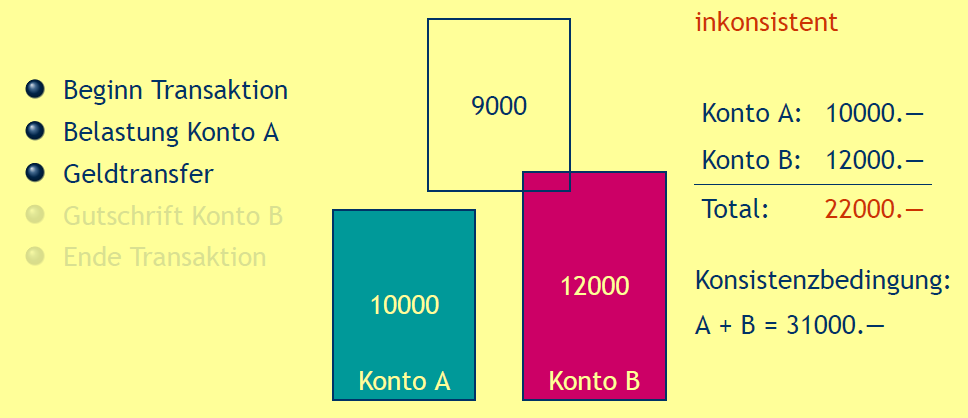 Beginn Transaktion
Belastung Konto A
Geldtransfer
Gutschrift Konto B
Ende Transaktion
9000
10000
Konto A
12000
Konto B
inkonsistent
Konto A: 10000.—
Konto B: 12000.—
Total: 22000.—
Konsistenzbedingung:
A + B = 31000.—